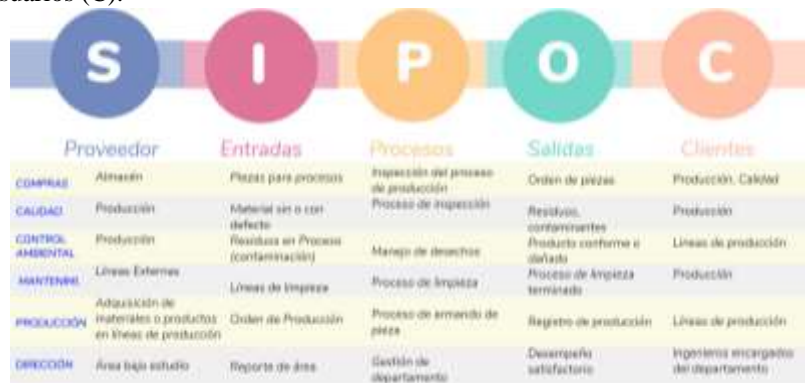 S I P O C
Proveedor Entradas Procesos Salidas Clientes
COMPRAS Almacén Piezas para procesos Inspección del proceso de producción Orden de piezas Producción, Calidad
CALIDAD Producción Material sin o con defecto Proceso de inspección Residuos, contaminantes Producción
CONTROL AMBIENTAL Producción Residuos en Proceso (contaminación) Manejo de desechos Producto conforme o dañado Líneas de producción
Líneas Externas Líneas de limpieza Proceso de limpieza Proceso de limpieza terminado Producción
PRODUCCIÓN Adquisición de materiales o productos en líneas de producción Orden de Producción Proceso de armando de pieza Registro de producción Línea de producción
DIRECCIÓN Área bajo estudio Reporte de área Gestión de departamento Desempeño satisfactorio Ingenieros encargados del departamento